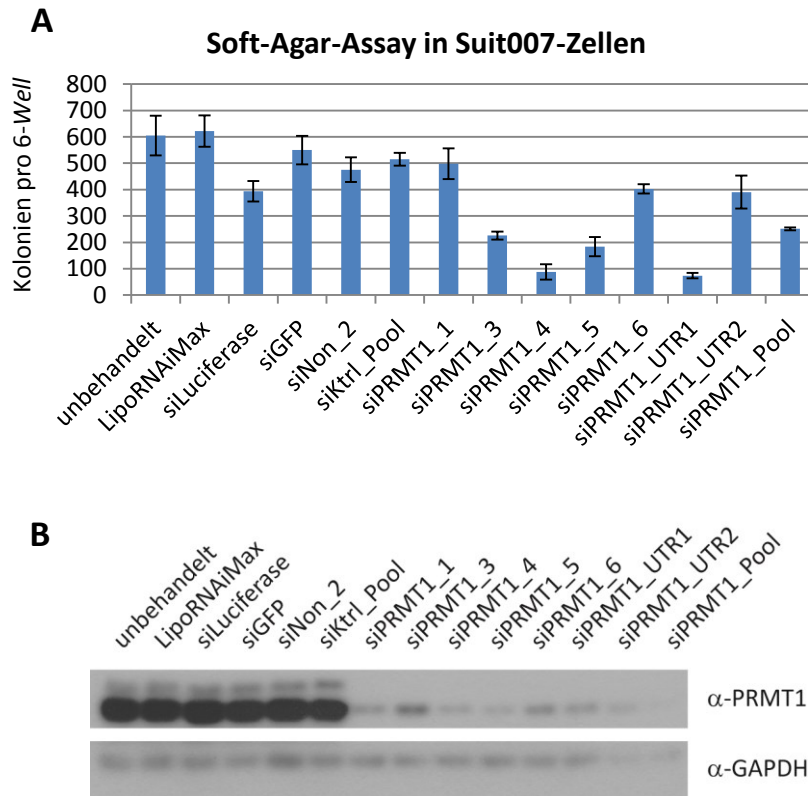 A
Soft-Agar-Assay in Suit007-Zellen
Kolonien pro 6-Well
800
700
600
500
400
300
200
100
0
unbehandelt
LipoRNAiMax
siLuciferase
siGFP
siNon_2
siKtrl_Pool
siPRMT1_1
siPRMT1_3
siPRMT1_4
siPRMT1_5
siPRMT1_6
siPRMT1_UTR1
siPRMT1_UTR2
siPRMT1_Pool
B
unbehandelt
LipoRNAiMax
siLuciferase
siGFP
siNon_2
siKtrl_Pool
siPRMT1_1
siPRMT1_3
siPRMT1_4
siPRMT1_5
siPRMT1_6
siPRMT1_UTR1
siPRMT1_UTR2
siPRMT1_Pool
α-PRMT1
α-GAPDH